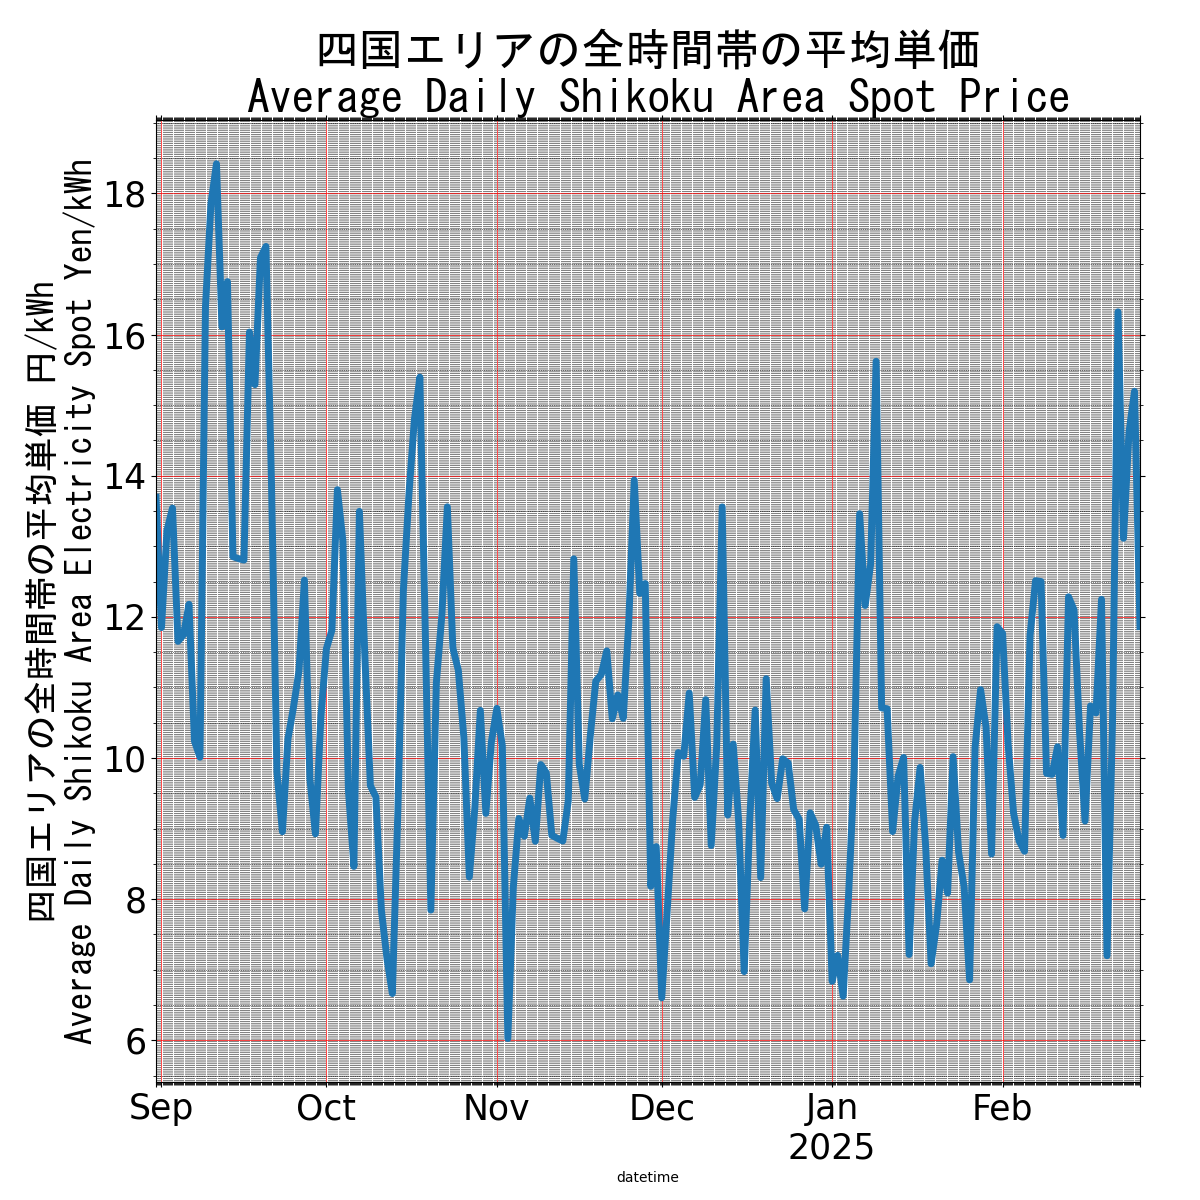 四国エリアの全時間帯の平均単価
Average Daily Shikoku Area Spot Price
四国エリアの全時間帯の平均単価 円/kWh
Average Daily Shikoku Area Electricity Spot Yen/kWh
18
16
14
12
10
8
6
Sep
Oct
Nov
Dec
Jan
2025
Feb
datetime